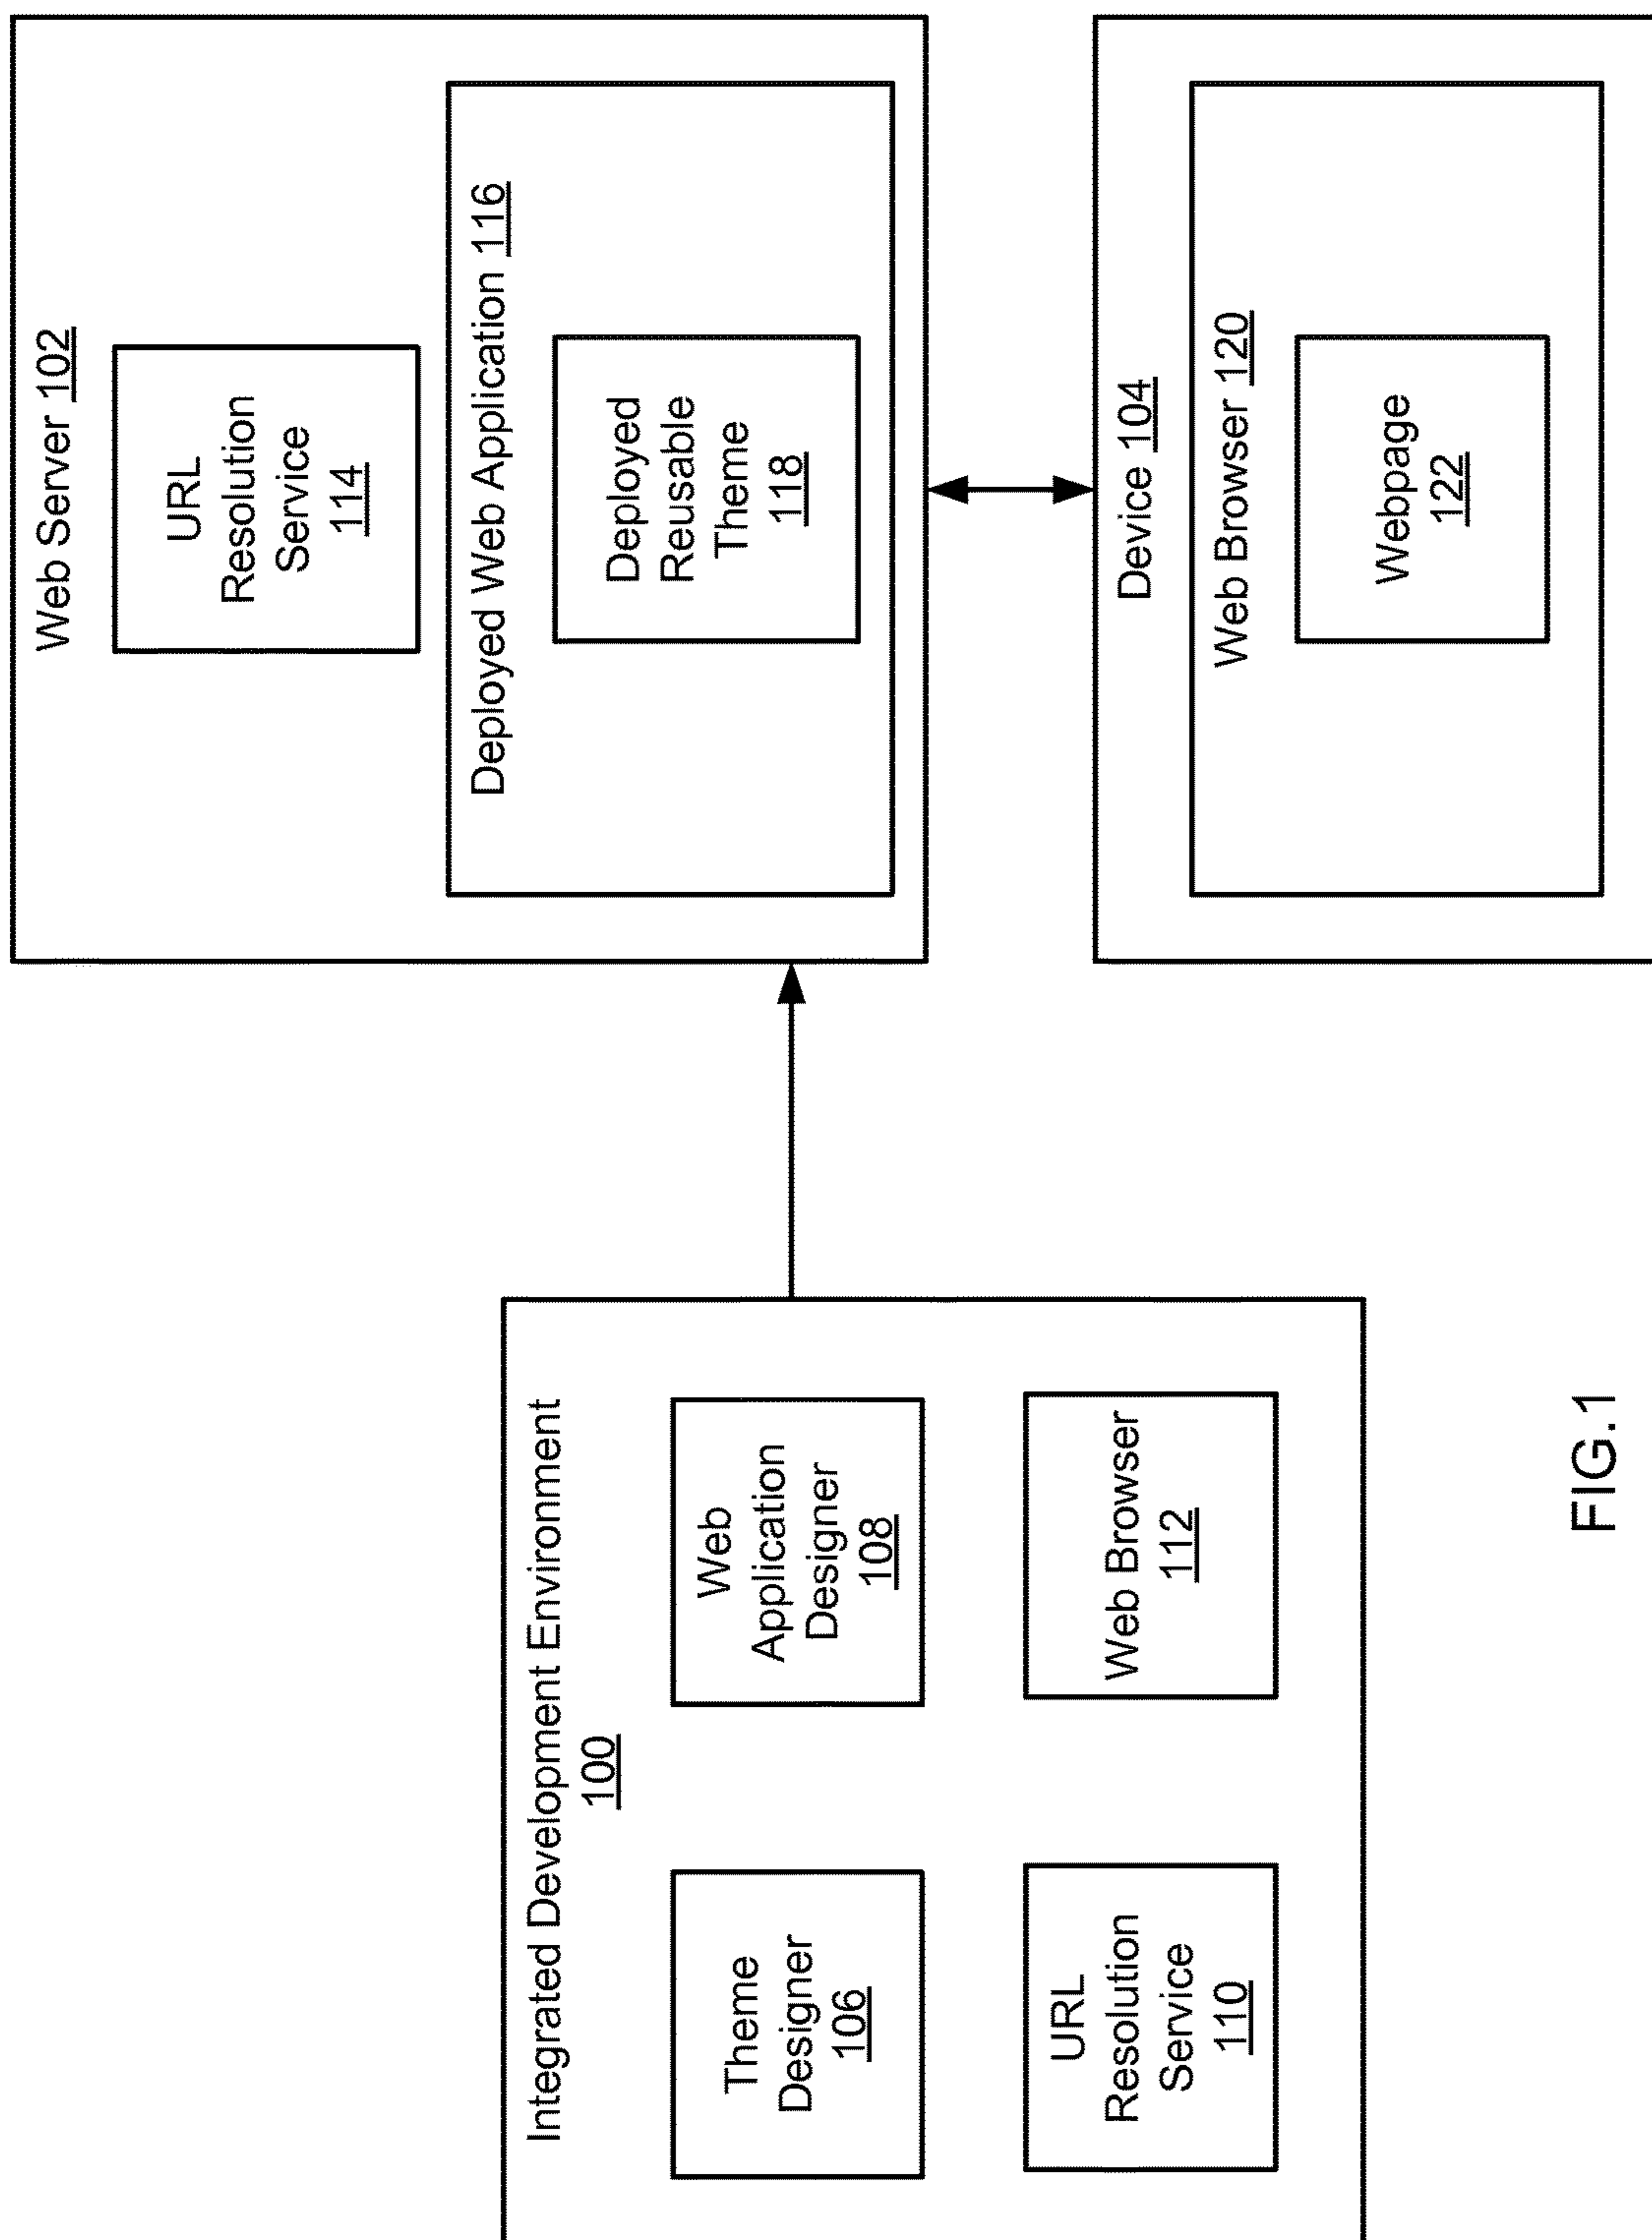 Integrated Development Environment
100
Theme
Designer
106
Web
Application
Designer
108
URL
Resolution
Service
110
Web Browser
112
Web Server 102
URL
Resolution
Service
114
Deployed Web Application 116
Deployed
Reusable
Theme
118
Device 104
Web Browser 120
Webpage
122
FIG.1